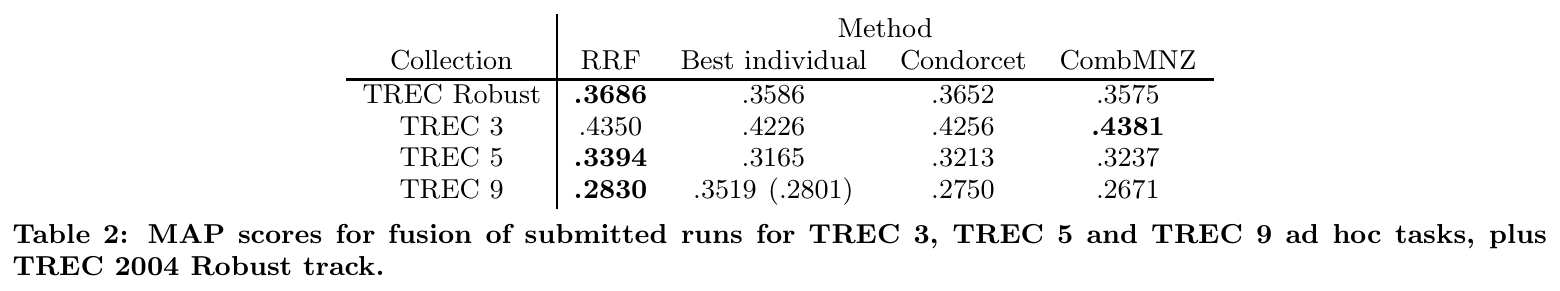 Method
Collection RRF Best individual Condorcet CombMNZ
TREC Robust .3686 .3586 .3652 .3575
TREC 3 .4350 .4226 .4256 .4381
TREC 5 .3394 .3165 .3213 .3237
TREC 9 .2830 .3519 (.2801) .2750 .2671
Table 2: MAP scores for fusion of submitted runs for TREC 3, TREC 5 and TREC 9 ad hoc tasks, plus
TREC 2004 Robust track.